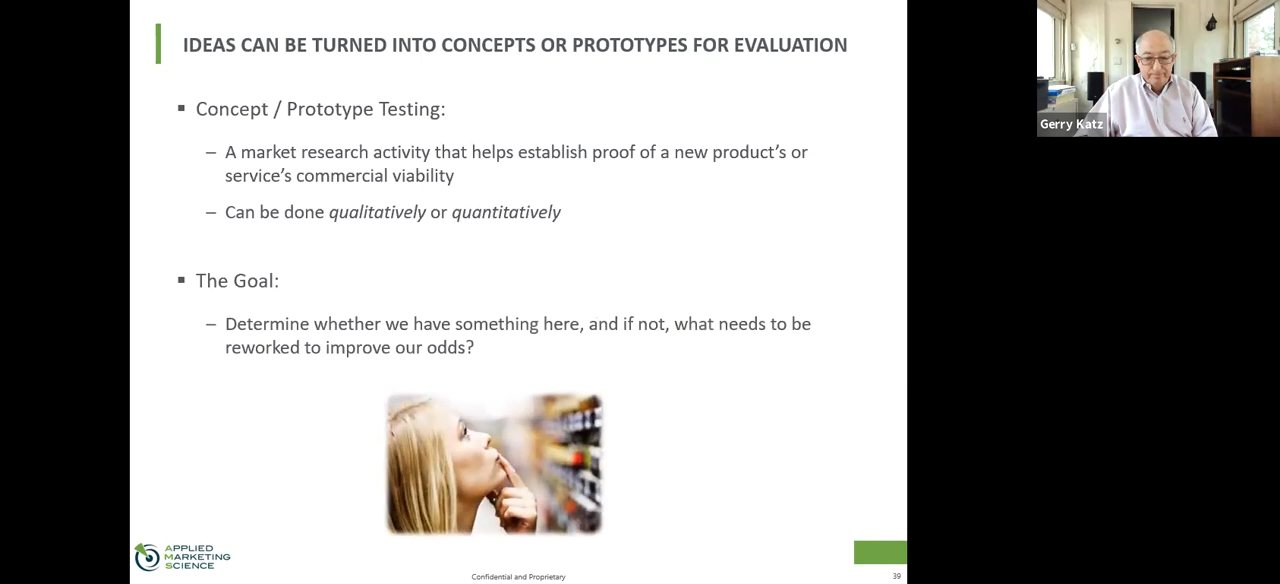 IDEAS CAN BE TURNED INTO CONCEPTS OR PROTOTYPES FOR EVALUATION
▪ Concept / Prototype Testing:
– A market research activity that helps establish proof of a new product's or
service's commercial viability
– Can be done qualitatively or quantitatively
▪ The Goal:
– Determine whether we have something here, and if not, what needs to be
reworked to improve our odds?
APPLIED
MARKETING
SCIENCE
Confidential and Proprietary
39
Gerry Katz